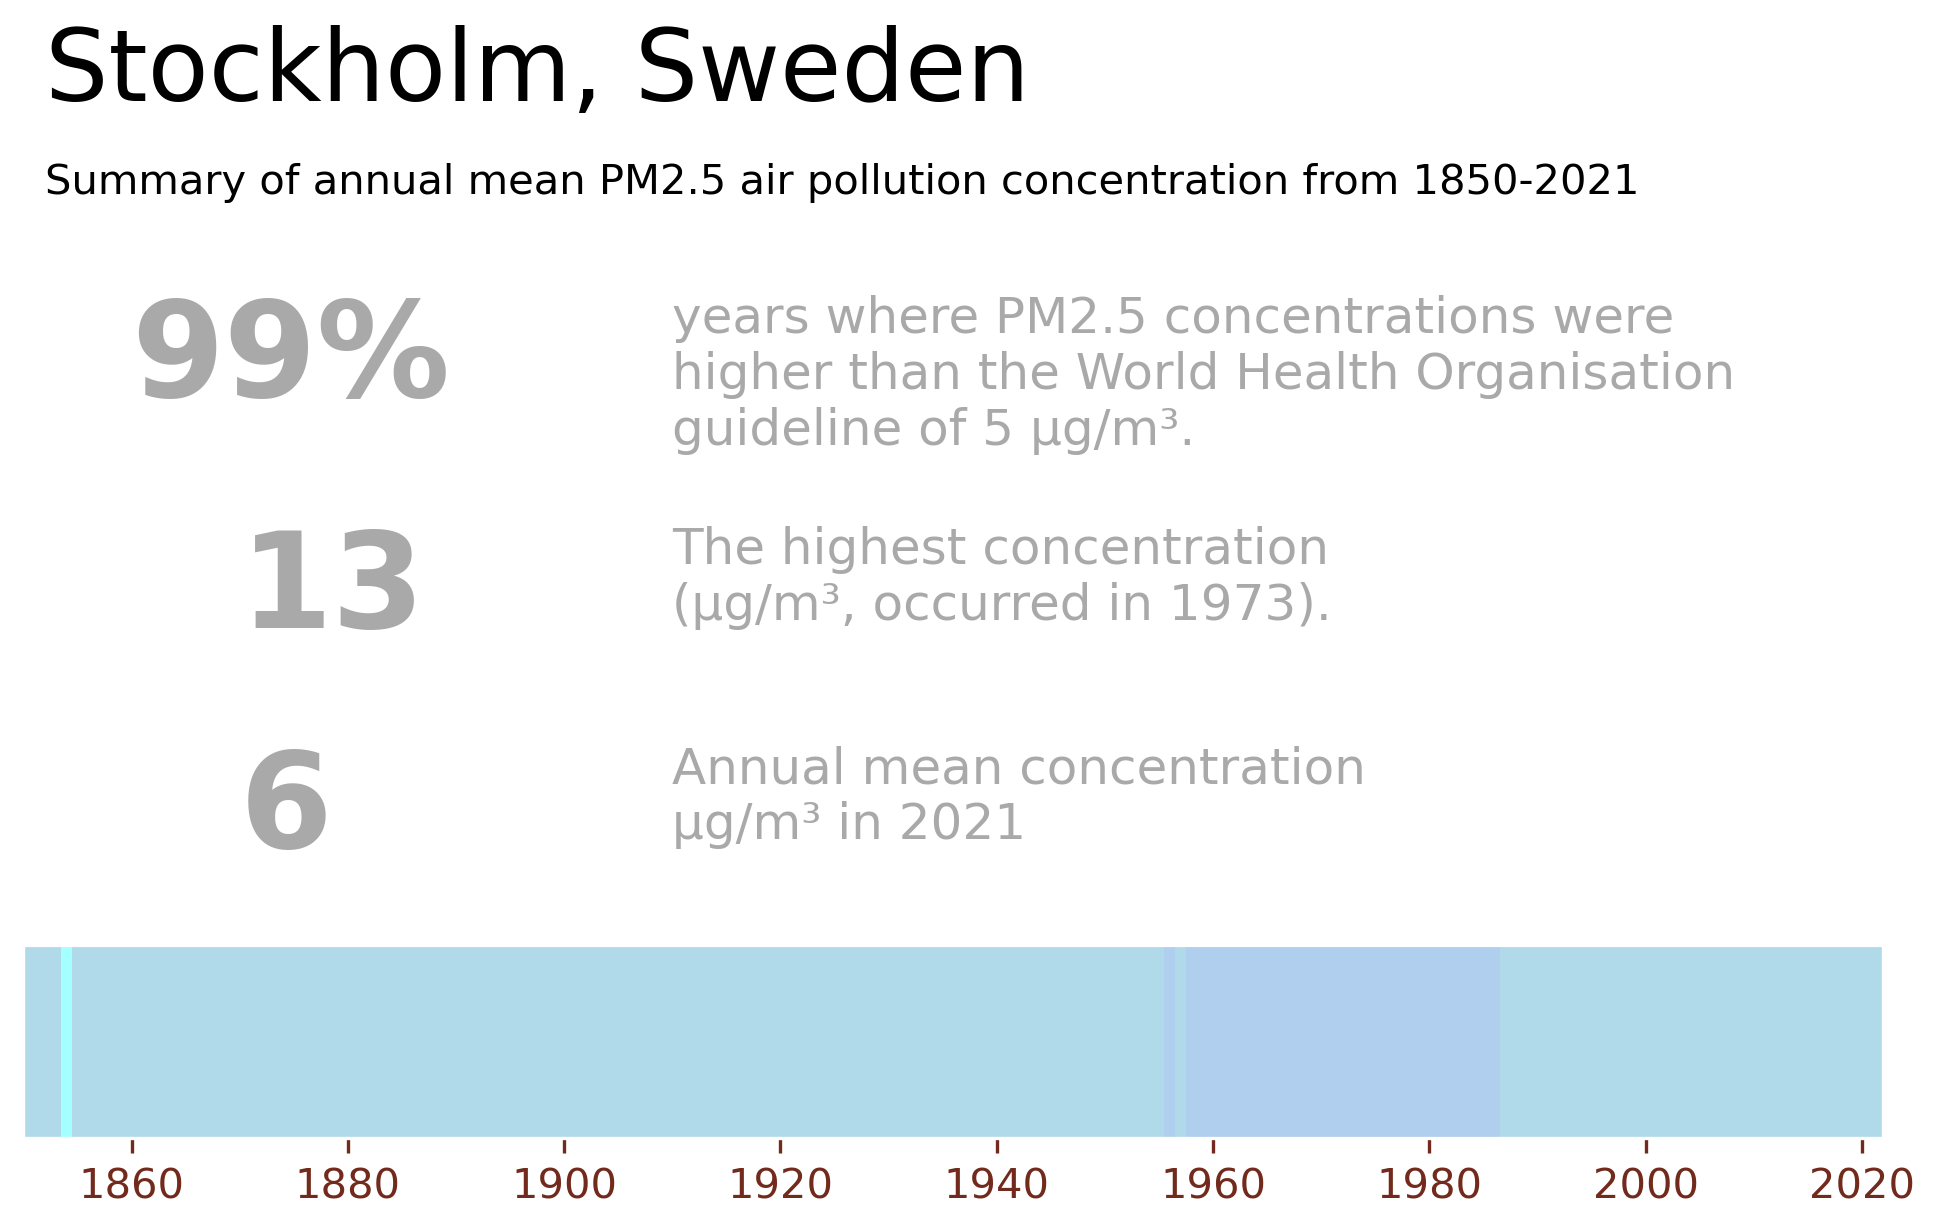 Stockholm, Sweden
Summary of annual mean PM2.5 air pollution concentration from 1850-2021
99%
years where PM2.5 concentrations were
higher than the World Health Organisation
guideline of 5 µg/m³.
13
The highest concentration
(µg/m³, occurred in 1973).
6
Annual mean concentration
µg/m³ in 2021
1860 1880 1900 1920 1940 1960 1980 2000 2020